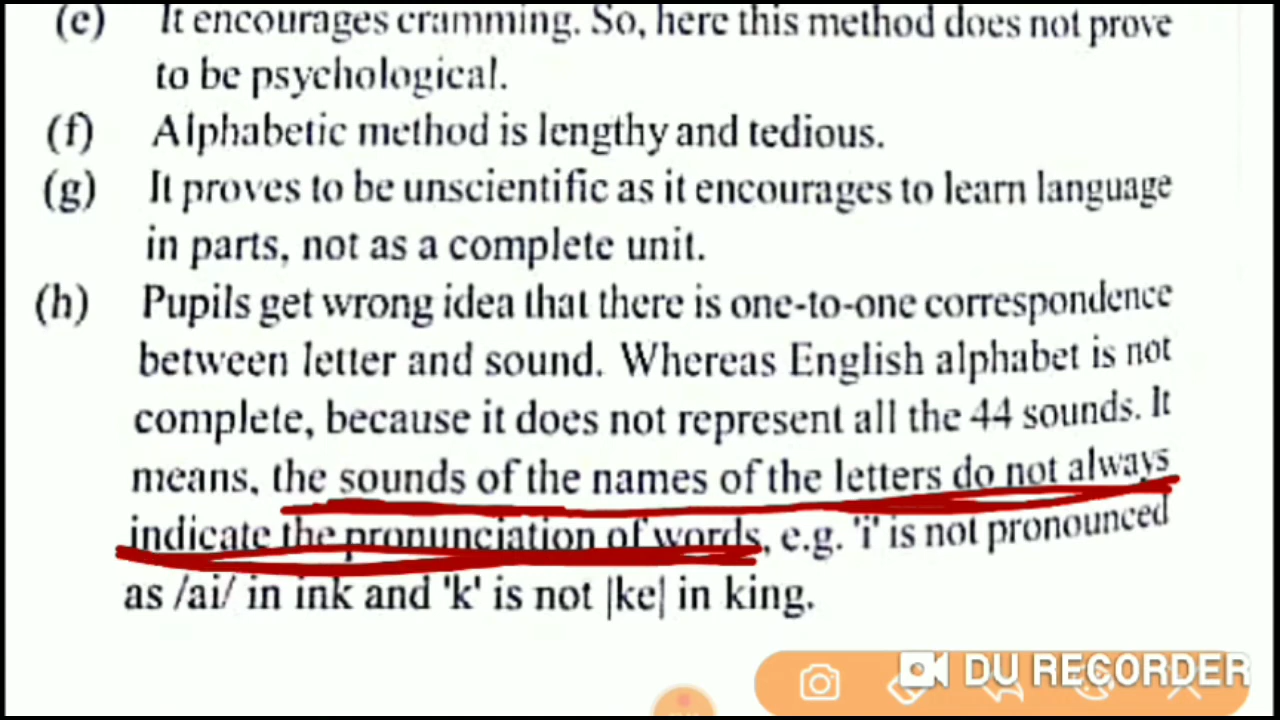 (e) It encourages cramming. So, here this method does not prove
to be psychological.
(f) Alphabetic method is lengthy and tedious.
(g) It proves to be unscientific as it encourages to learn language
in parts, not as a complete unit.
(h) Pupils get wrong idea that there is one-to-one correspondence
between letter and sound. Whereas English alphabet is not
complete, because it does not represent all the 44 sounds. It
means, the sounds of the names of the letters do not always
indicate the pronunciation of words, e.g. 'i' is not pronounced
as /ai/ in ink and 'k' is not |ke| in king.
DU RECORDER